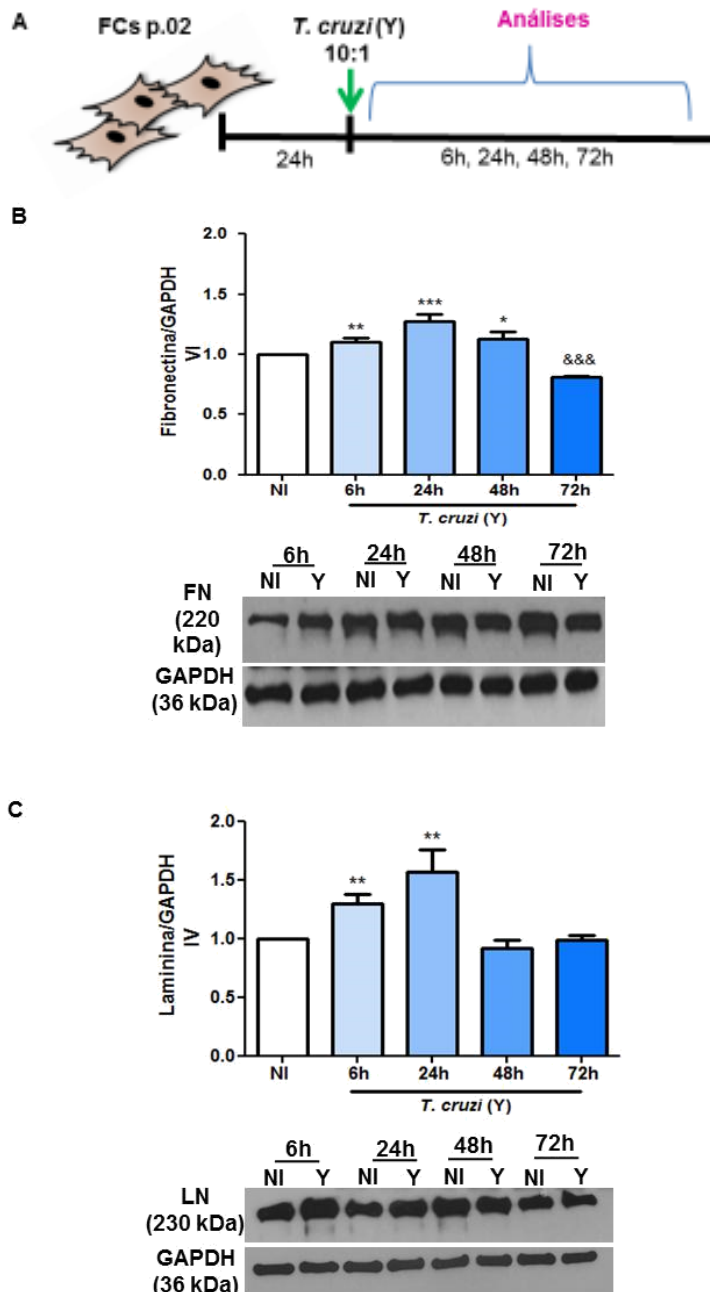 A
FCs p.02
T. cruzi (Y)
10:1
Análises
24h
6h, 24h, 48h, 72h
B
Fibronectina/GAPDH
VI
2.0
1.5
1.0
0.5
0.0
**
***
*
&&&
NI
6h
24h
48h
72h
T. cruzi (Y)
6h
24h
48h
72h
NI Y NI Y NI Y NI Y
FN
(220
kDa)
GAPDH
(36 kDa)
C
Laminina/GAPDH
IV
2.0
1.5
1.0
0.5
0.0
**
**
NI
6h
24h
48h
72h
T. cruzi (Y)
6h
24h
48h
72h
NI Y NI Y NI Y NI Y
LN
(230 kDa)
GAPDH
(36 kDa)